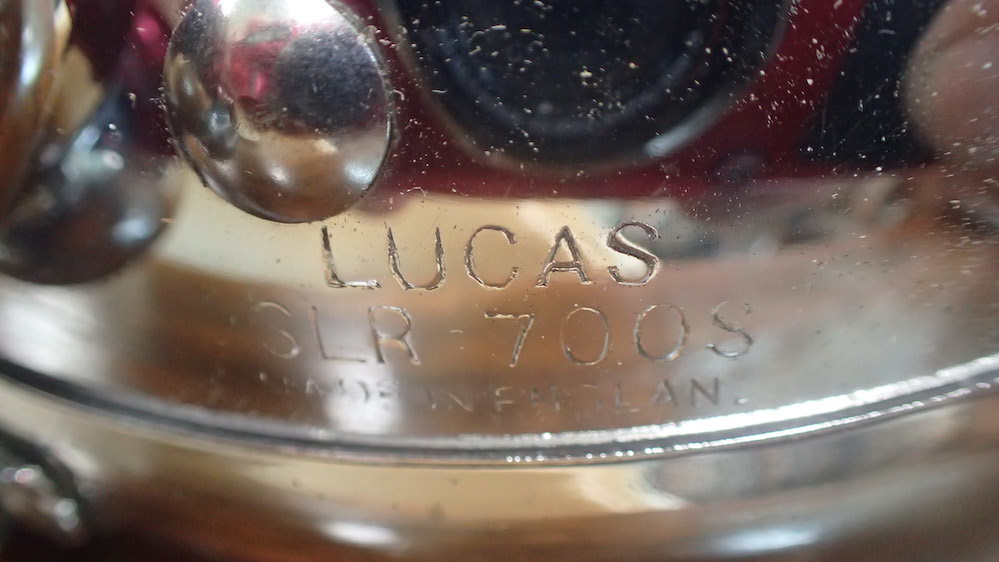 LUCAS
SLR-700S
MADE IN ENGLAND